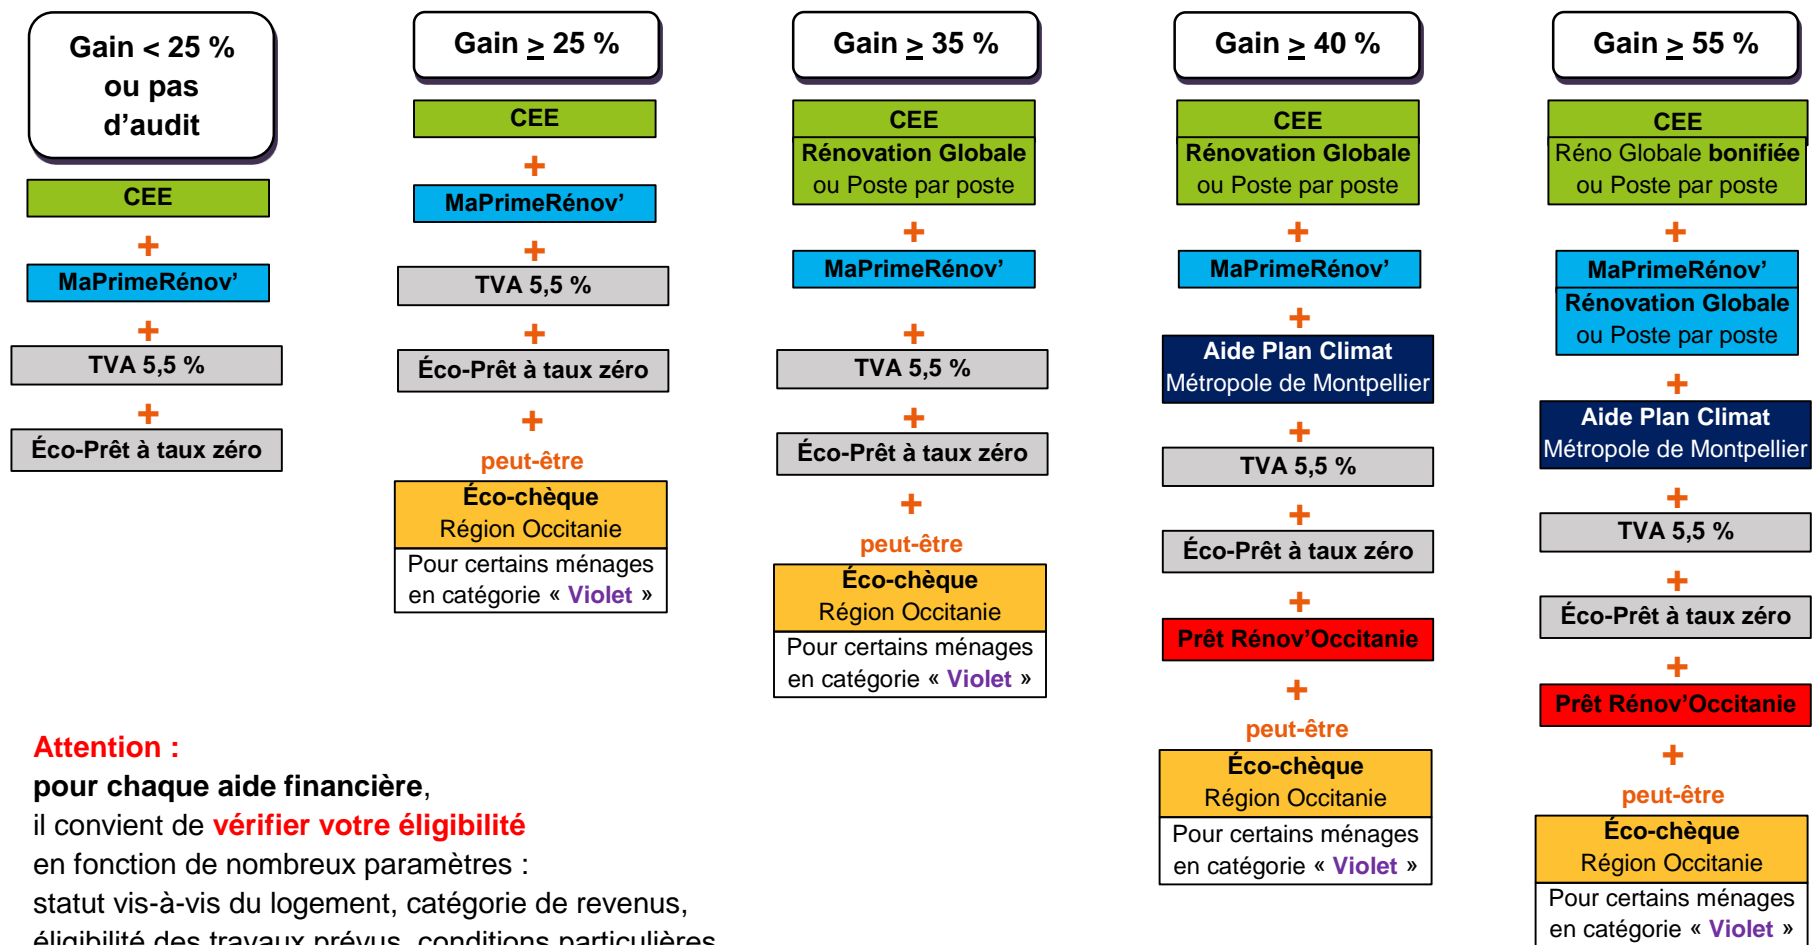 Gain < 25 %
ou pas
d’audit
CEE
+
MaPrimeRénov’
+
TVA 5,5 %
+
Éco-Prêt à taux zéro
Gain ≥ 25 %
CEE
+
MaPrimeRénov’
+
TVA 5,5 %
+
Éco-Prêt à taux zéro
+
peut-être
Éco-chèque
Région Occitanie
Pour certains ménages
en catégorie « Violet »
Gain ≥ 35 %
CEE
Rénovation Globale
ou Poste par poste
+
MaPrimeRénov’
+
TVA 5,5 %
+
Éco-Prêt à taux zéro
+
peut-être
Éco-chèque
Région Occitanie
Pour certains ménages
en catégorie « Violet »
Gain ≥ 40 %
CEE
Rénovation Globale
ou Poste par poste
+
MaPrimeRénov’
+
Aide Plan Climat
Métropole de Montpellier
+
TVA 5,5 %
+
Éco-Prêt à taux zéro
+
Prêt Rénov’Occitanie
+
peut-être
Éco-chèque
Région Occitanie
Pour certains ménages
en catégorie « Violet »
Gain ≥ 55 %
CEE
Réno Globale bonifiée
ou Poste par poste
+
MaPrimeRénov’
Rénovation Globale
ou Poste par poste
+
Aide Plan Climat
Métropole de Montpellier
+
TVA 5,5 %
+
Éco-Prêt à taux zéro
+
Prêt Rénov’Occitanie
+
peut-être
Éco-chèque
Région Occitanie
Pour certains ménages
en catégorie « Violet »
Attention :
pour chaque aide financière,
il convient de vérifier votre éligibilité
en fonction de nombreux paramètres :
statut vis-à-vis du logement, catégorie de revenus,
éligibilité des travaux prévus, conditions particulières